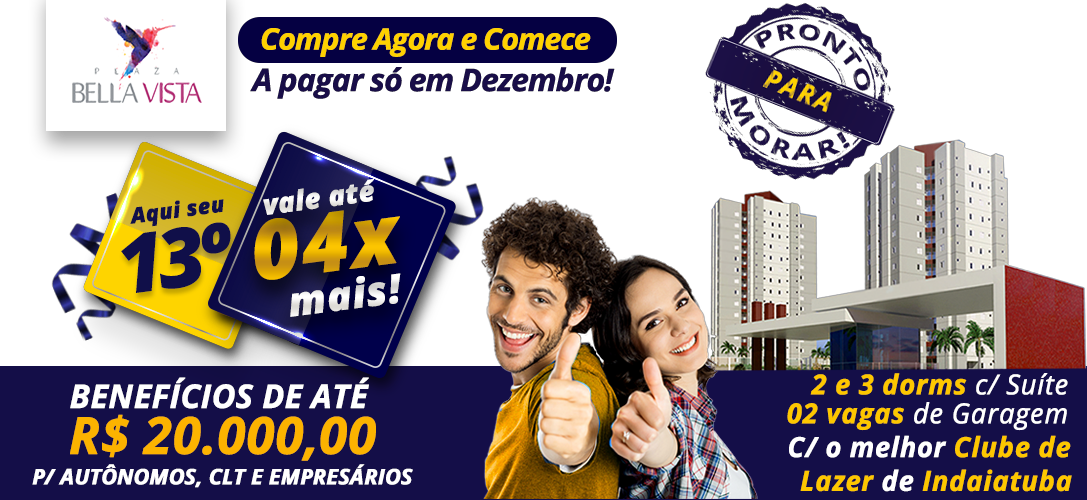 PLAZA
BELLA VISTA
Compre Agora e Comece
A pagar só em Dezembro!
PRONTO
PARA
MORAR!
Aqui seu
13º
vale até
04x
mais!
BENEFÍCIOS DE ATÉ
R$ 20.000,00
P/ AUTÔNOMOS, CLT E EMPRESÁRIOS
2 e 3 dorms c/ Suíte
02 vagas de Garagem
C/ o melhor Clube de
Lazer de Indaiatuba